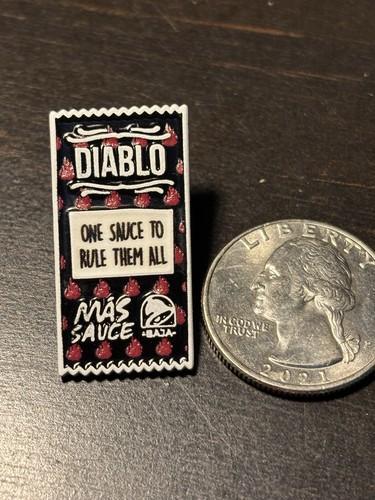 DIABLO
ONE SAUCE TO
RULE THEM ALL
MÁS
SAUCE
BAJA
LIBERTY
IN GOD WE
TRUST
2021